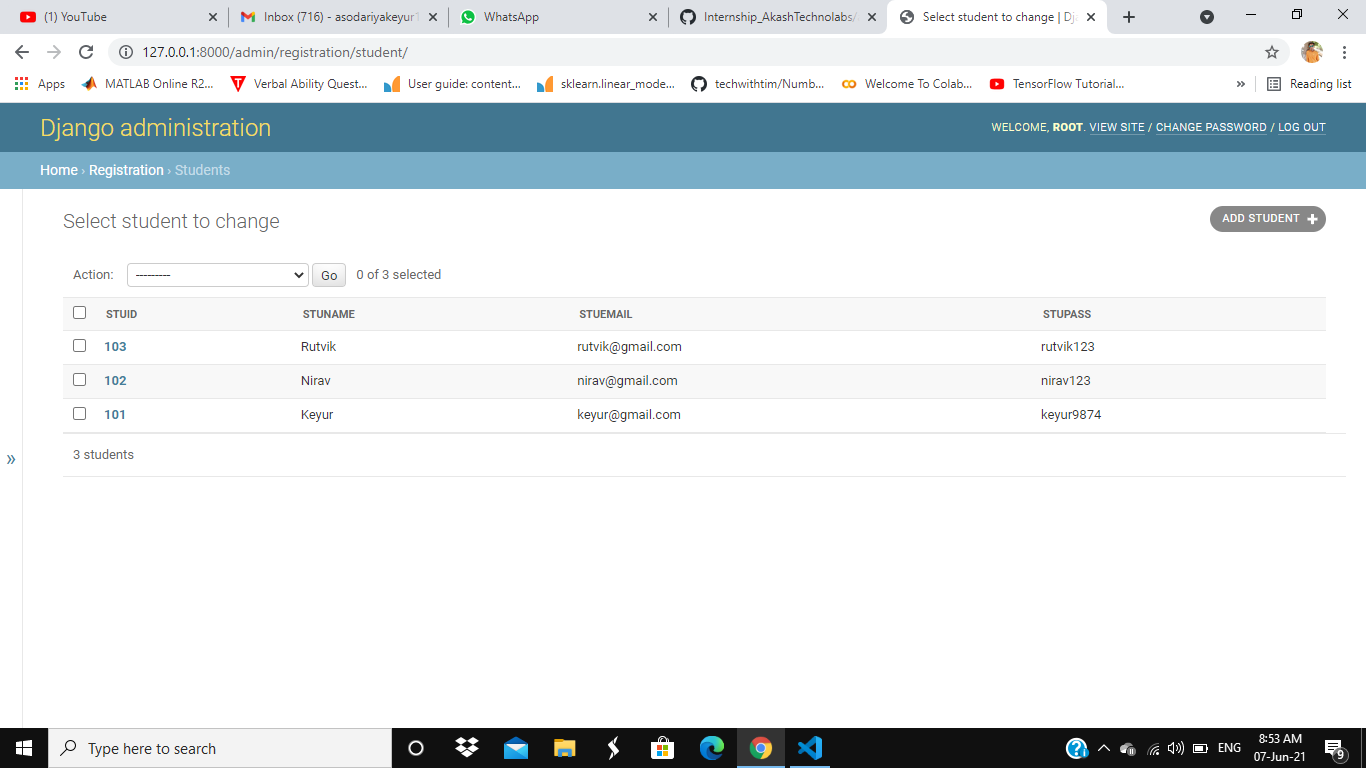 (1) YouTube
Inbox (716) - asodariyakeyur1
WhatsApp
Internship_AkashTechnolabs/
Select student to change | Dj
127.0.0.1:8000/admin/registration/student/
Apps
MATLAB Online R2...
Verbal Ability Quest...
User guide: content...
sklearn.linear_mode...
techwithtim/Numb...
Welcome To Colab...
TensorFlow Tutorial...
»
Reading list
Django administration
WELCOME, ROOT. VIEW SITE / CHANGE PASSWORD / LOG OUT
Home › Registration › Students
Select student to change
ADD STUDENT +
Action: --------- Go 0 of 3 selected
STUID STUNAME STUEMAIL STUPASS
103 Rutvik rutvik@gmail.com rutvik123
102 Nirav nirav@gmail.com nirav123
101 Keyur keyur@gmail.com keyur9874
3 students
»
Type here to search
ENG
8:53 AM
07-Jun-21
9